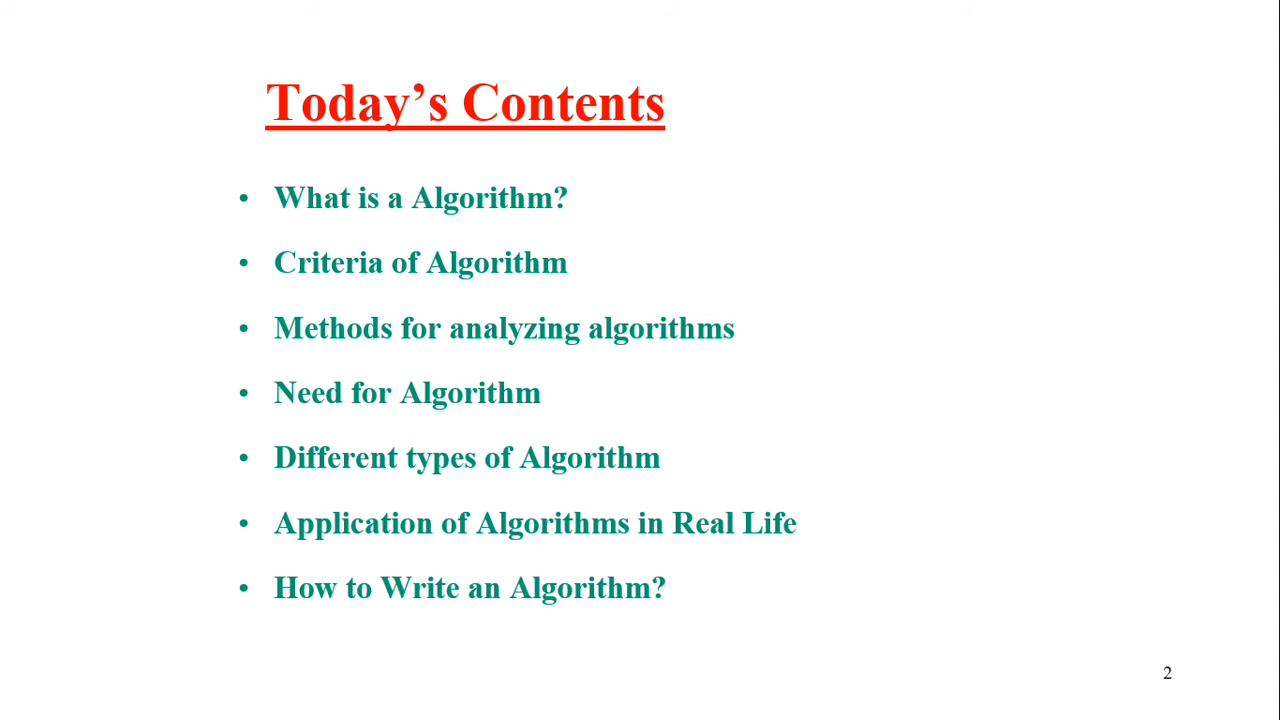 Today’s Contents
• What is a Algorithm?
• Criteria of Algorithm
• Methods for analyzing algorithms
• Need for Algorithm
• Different types of Algorithm
• Application of Algorithms in Real Life
• How to Write an Algorithm?
2